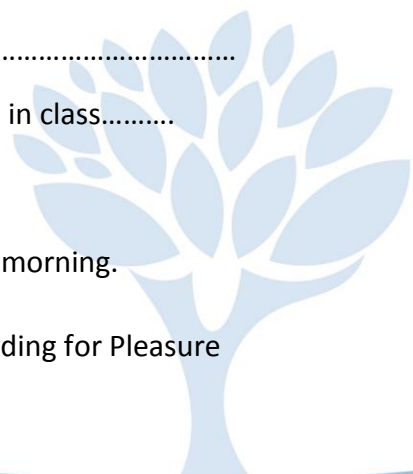 ………………………………
in class……….
morning.
ding for Pleasure